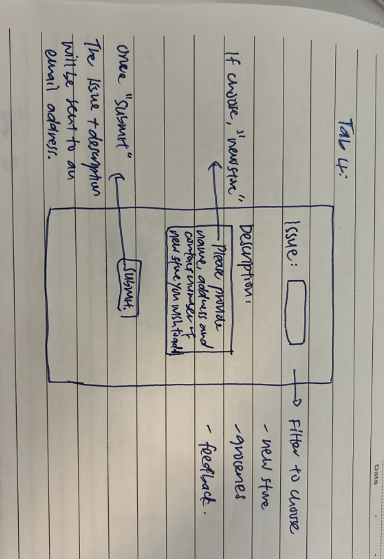 Tab 4:
Issue:
Filter to choose
- new store
- groceries
- feedback.
Description:
If choose, "new store"
- Please provide
name, address and
contact number of
new store you wish to add
Submit.
once "submit"
The issue + description
will be sent to an
email address.
Date